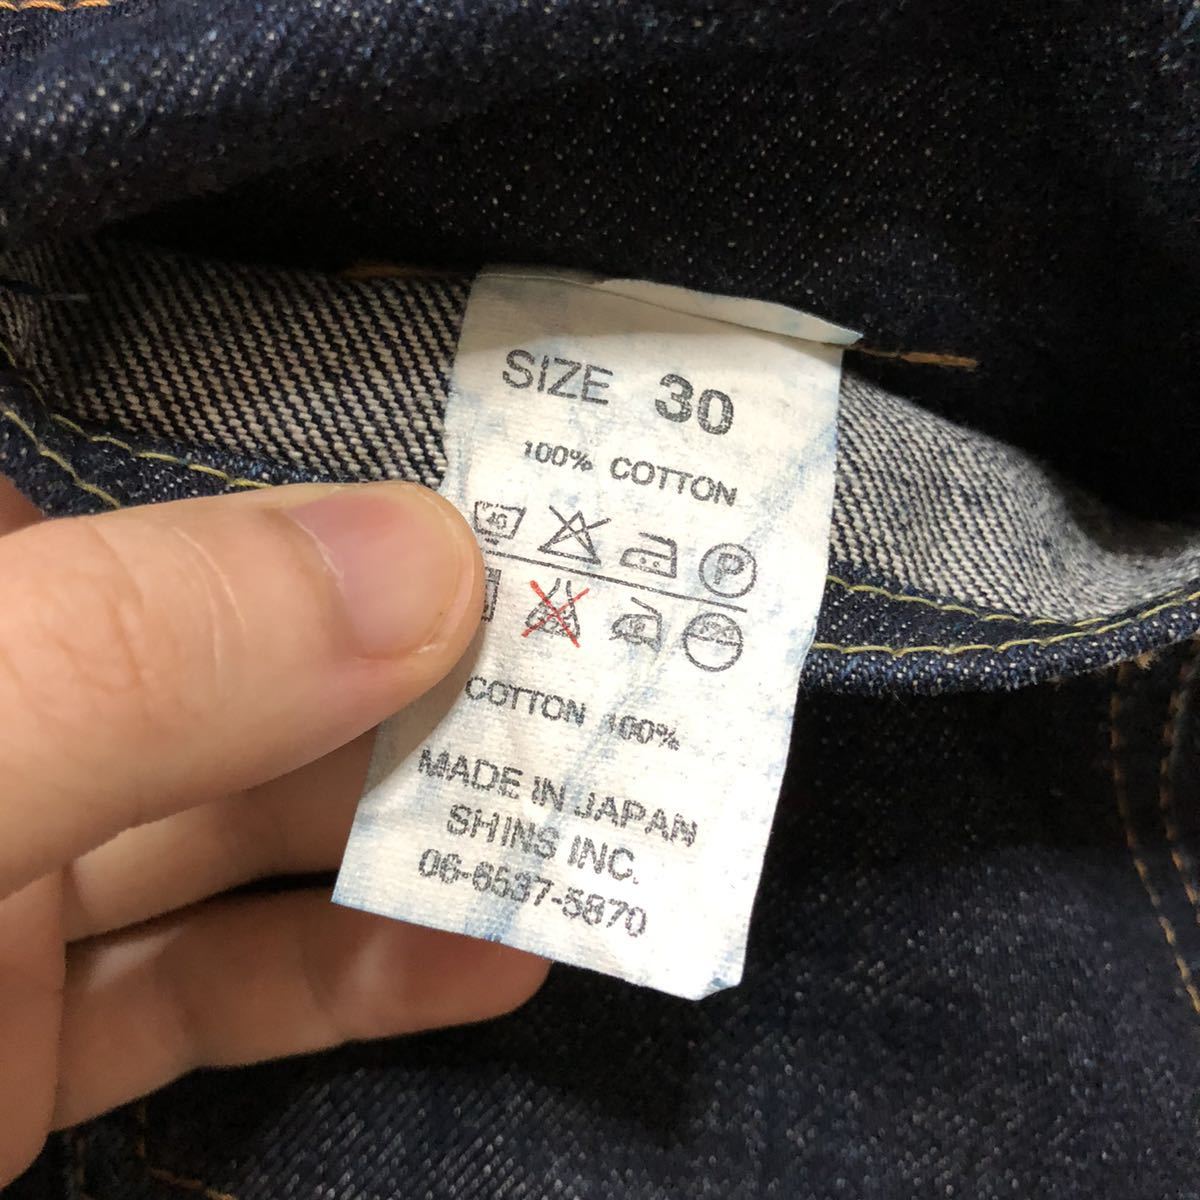 SIZE 30
100% COTTON
40 P
COTTON 100%
MADE IN JAPAN
SHINS INC.
06-6537-5870